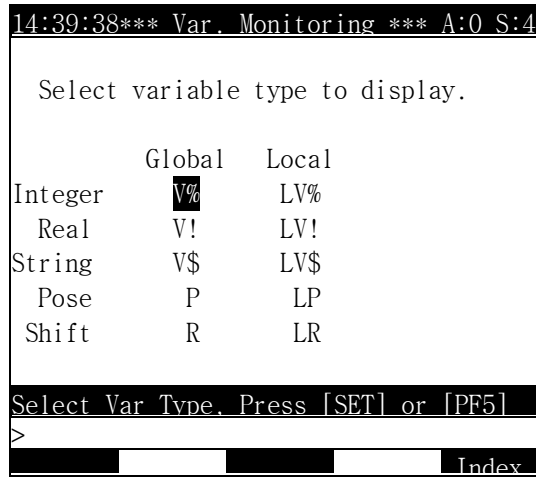 14:39:38*** Var. Monitoring *** A:0 S:4
Select variable type to display.
Global Local
Integer V% LV%
Real V! LV!
String V$ LV$
Pose P LP
Shift R LR
Select Var Type, Press [SET] or [PF5]
>
Index